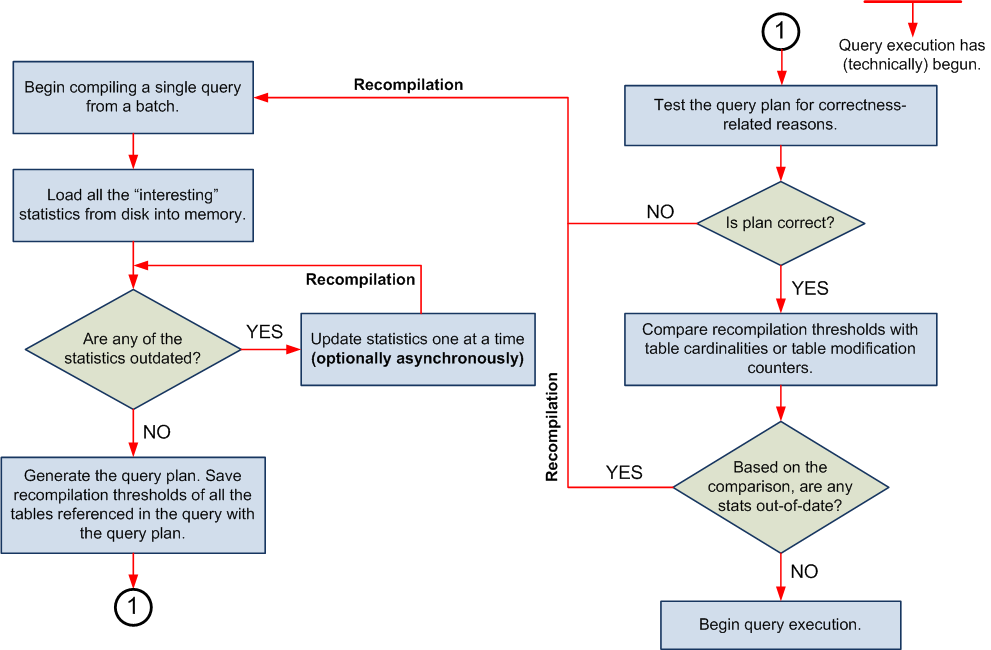 Begin compiling a single query
from a batch.
Load all the “interesting”
statistics from disk into memory.
Recompilation
Are any of the
statistics outdated?
YES
Update statistics one at a time
(optionally asynchronously)
NO
Generate the query plan. Save
recompilation thresholds of all the
tables referenced in the query with
the query plan.
1
1
Query execution has
(technically) begun.
Recompilation
Test the query plan for correctness-
related reasons.
NO
Is plan correct?
YES
Compare recompilation thresholds with
table cardinalities or table modification
counters.
Recompilation
YES
Based on the
comparison, are any
stats out-of-date?
NO
Begin query execution.